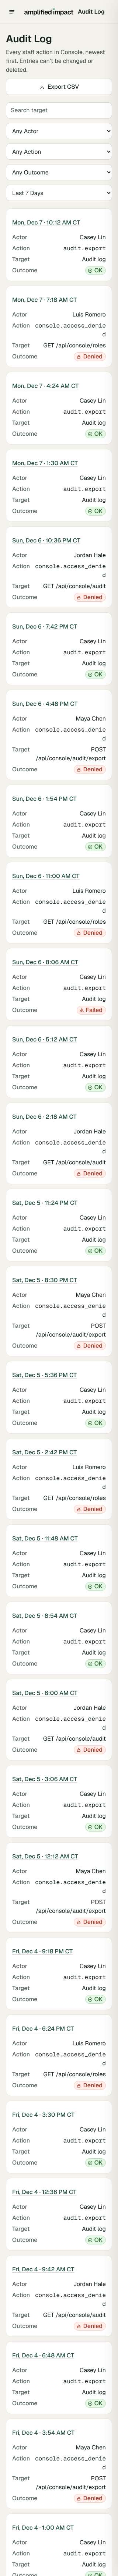 amplified impact Audit Log
Audit Log
Every staff action in Console, newest
first. Entries can't be changed or
deleted.
Export CSV
Search target
Any Actor
Any Action
Any Outcome
Last 7 Days
Mon, Dec 7 · 10:12 AM CT
Actor Casey Lin
Action audit.export
Target Audit log
Outcome OK
Mon, Dec 7 · 7:18 AM CT
Actor Luis Romero
Action console.access_denie
d
Target GET /api/console/roles
Outcome Denied
Mon, Dec 7 · 4:24 AM CT
Actor Casey Lin
Action audit.export
Target Audit log
Outcome OK
Mon, Dec 7 · 1:30 AM CT
Actor Casey Lin
Action audit.export
Target Audit log
Outcome OK
Sun, Dec 6 · 10:36 PM CT
Actor Jordan Hale
Action console.access_denie
d
Target GET /api/console/audit
Outcome Denied
Sun, Dec 6 · 7:42 PM CT
Actor Casey Lin
Action audit.export
Target Audit log
Outcome OK
Sun, Dec 6 · 4:48 PM CT
Actor Maya Chen
Action console.access_denie
d
Target POST
/api/console/audit/export
Outcome Denied
Sun, Dec 6 · 1:54 PM CT
Actor Casey Lin
Action audit.export
Target Audit log
Outcome OK
Sun, Dec 6 · 11:00 AM CT
Actor Luis Romero
Action console.access_denie
d
Target GET /api/console/roles
Outcome Denied
Sun, Dec 6 · 8:06 AM CT
Actor Casey Lin
Action audit.export
Target Audit log
Outcome Failed
Sun, Dec 6 · 5:12 AM CT
Actor Casey Lin
Action audit.export
Target Audit log
Outcome OK
Sun, Dec 6 · 2:18 AM CT
Actor Jordan Hale
Action console.access_denie
d
Target GET /api/console/audit
Outcome Denied
Sat, Dec 5 · 11:24 PM CT
Actor Casey Lin
Action audit.export
Target Audit log
Outcome OK
Sat, Dec 5 · 8:30 PM CT
Actor Maya Chen
Action console.access_denie
d
Target POST
/api/console/audit/export
Outcome Denied
Sat, Dec 5 · 5:36 PM CT
Actor Casey Lin
Action audit.export
Target Audit log
Outcome OK
Sat, Dec 5 · 2:42 PM CT
Actor Luis Romero
Action console.access_denie
d
Target GET /api/console/roles
Outcome Denied
Sat, Dec 5 · 11:48 AM CT
Actor Casey Lin
Action audit.export
Target Audit log
Outcome OK
Sat, Dec 5 · 8:54 AM CT
Actor Casey Lin
Action audit.export
Target Audit log
Outcome OK
Sat, Dec 5 · 6:00 AM CT
Actor Jordan Hale
Action console.access_denie
d
Target GET /api/console/audit
Outcome Denied
Sat, Dec 5 · 3:06 AM CT
Actor Casey Lin
Action audit.export
Target Audit log
Outcome OK
Sat, Dec 5 · 12:12 AM CT
Actor Maya Chen
Action console.access_denie
d
Target POST
/api/console/audit/export
Outcome Denied
Fri, Dec 4 · 9:18 PM CT
Actor Casey Lin
Action audit.export
Target Audit log
Outcome OK
Fri, Dec 4 · 6:24 PM CT
Actor Luis Romero
Action console.access_denie
d
Target GET /api/console/roles
Outcome Denied
Fri, Dec 4 · 3:30 PM CT
Actor Casey Lin
Action audit.export
Target Audit log
Outcome OK
Fri, Dec 4 · 12:36 PM CT
Actor Casey Lin
Action audit.export
Target Audit log
Outcome OK
Fri, Dec 4 · 9:42 AM CT
Actor Jordan Hale
Action console.access_denie
d
Target GET /api/console/audit
Outcome Denied
Fri, Dec 4 · 6:48 AM CT
Actor Casey Lin
Action audit.export
Target Audit log
Outcome OK
Fri, Dec 4 · 3:54 AM CT
Actor Maya Chen
Action console.access_denie
d
Target POST
/api/console/audit/export
Outcome Denied
Fri, Dec 4 · 1:00 AM CT
Actor Casey Lin
Action audit.export
Target Audit log
Outcome OK